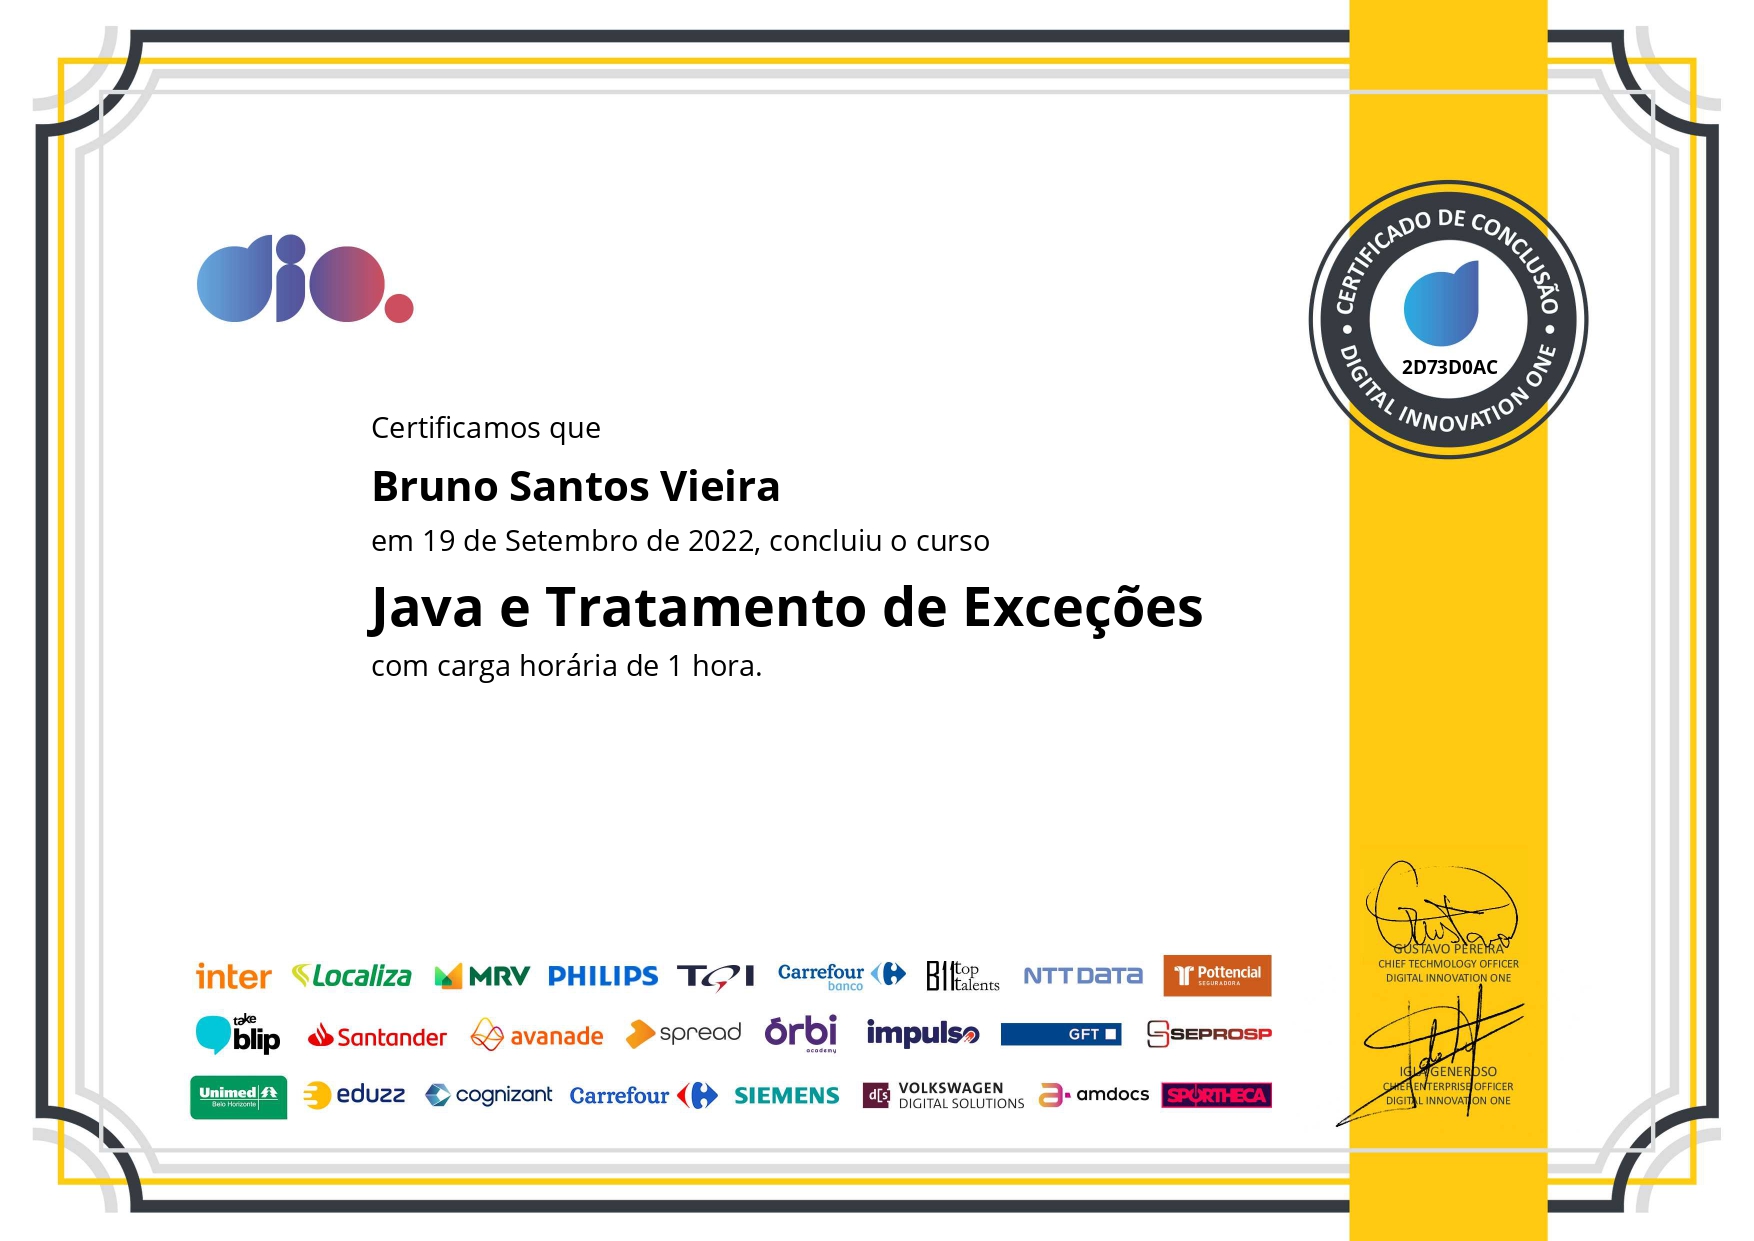 dio.
CERTIFICADO DE CONCLUSÃO
2D73D0AC
DIGITAL INNOVATION ONE
Certificamos que
Bruno Santos Vieira
em 19 de Setembro de 2022, concluiu o curso
Java e Tratamento de Exceções
com carga horária de 1 hora.
Gustavo
GUSTAVO PEREIRA
CHIEF TECHNOLOGY OFFICER
DIGITAL INNOVATION ONE
inter Localiza MRV PHILIPS TQI Carrefour banco top talents NTT DATA Pottencial SEGURADORA
take blip Santander avanade spread órbi academy impulso GFT SEPROSP
IGLA GENEROSO
CHIEF ENTERPRISE OFFICER
DIGITAL INNOVATION ONE
Unimed Belo Horizonte eduzz cognizant Carrefour SIEMENS d[s] VOLKSWAGEN DIGITAL SOLUTIONS amdocs SPORTHECA